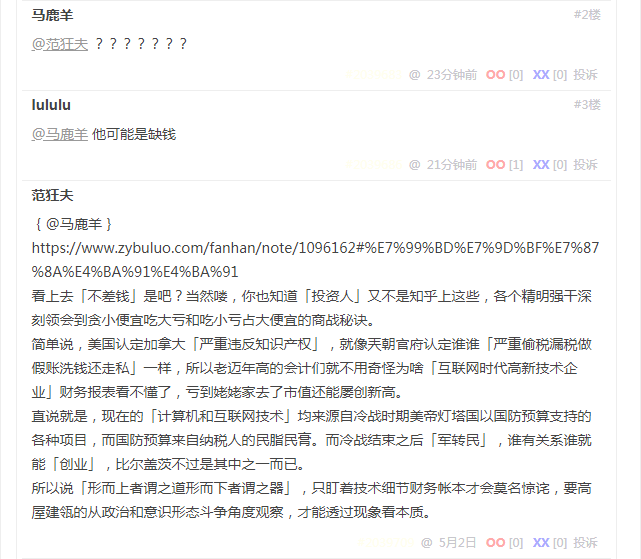 马鹿羊 #2楼
@范狂夫 ？？？？？？？
@ 23分钟前 OO [0] XX [0] 投诉
lululu #3楼
@马鹿羊 他可能是缺钱
@ 21分钟前 OO [1] XX [0] 投诉
范狂夫
｛ @马鹿羊 ｝
https://www.zybuluo.com/fanhan/note/1096162#%E7%99%BD%E7%9D%BF%E7%87
%8A%E4%BA%91%E4%BA%91
看上去「不差钱」是吧？当然喽，你也知道「投资人」又不是知乎上这些，各个精明强干深
刻领会到贪小便宜吃大亏和吃小亏占大便宜的商战秘诀。
简单说，美国认定加拿大「严重违反知识产权」，就像天朝官府认定谁谁「严重偷税漏税做
假账洗钱还走私」一样，所以老迈年高的会计们就不用奇怪为啥「互联网时代高新技术企
业」财务报表看不懂了，亏到姥姥家去了市值还能屡创新高。
直说就是，现在的「计算机和互联网技术」均来源自冷战时期美帝灯塔国以国防预算支持的
各种项目，而国防预算来自纳税人的民脂民膏。而冷战结束之后「军转民」，谁有关系谁就
能「创业」，比尔盖茨不过是其中之一而已。
所以说「形而上者谓之道形而下者谓之器」，只盯着技术细节财务帐本才会莫名惊诧，要高
屋建瓴的从政治和意识形态斗争角度观察，才能透过现象看本质。
@ 5月2日 OO [0] XX [0] 投诉